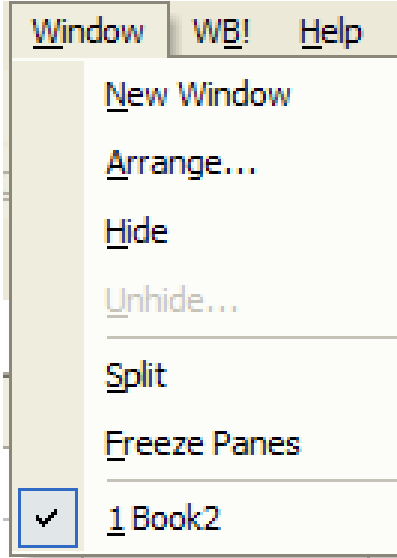 Window WB! Help
New Window
Arrange...
Hide
Unhide...
Split
Freeze Panes
1 Book2